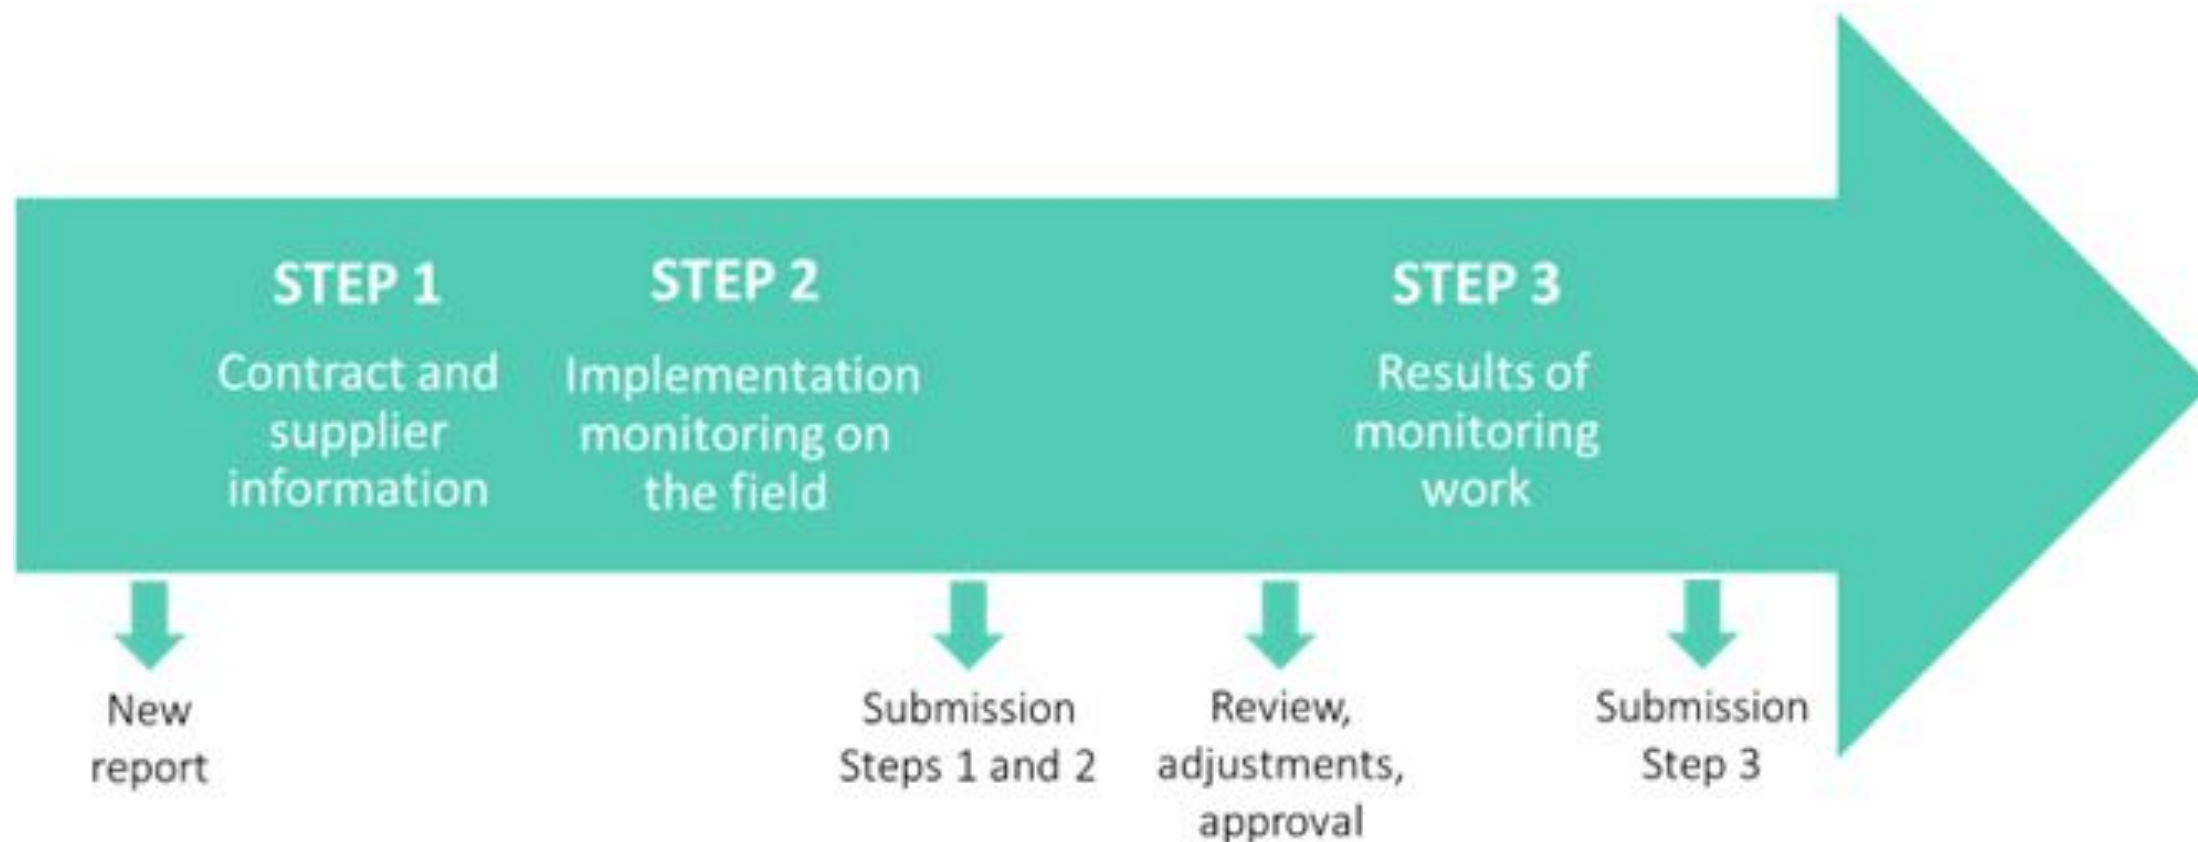 STEP 1
Contract and
supplier
information
STEP 2
Implementation
monitoring on
the field
STEP 3
Results of
monitoring
work
New
report
Submission
Steps 1 and 2
Review,
adjustments,
approval
Submission
Step 3